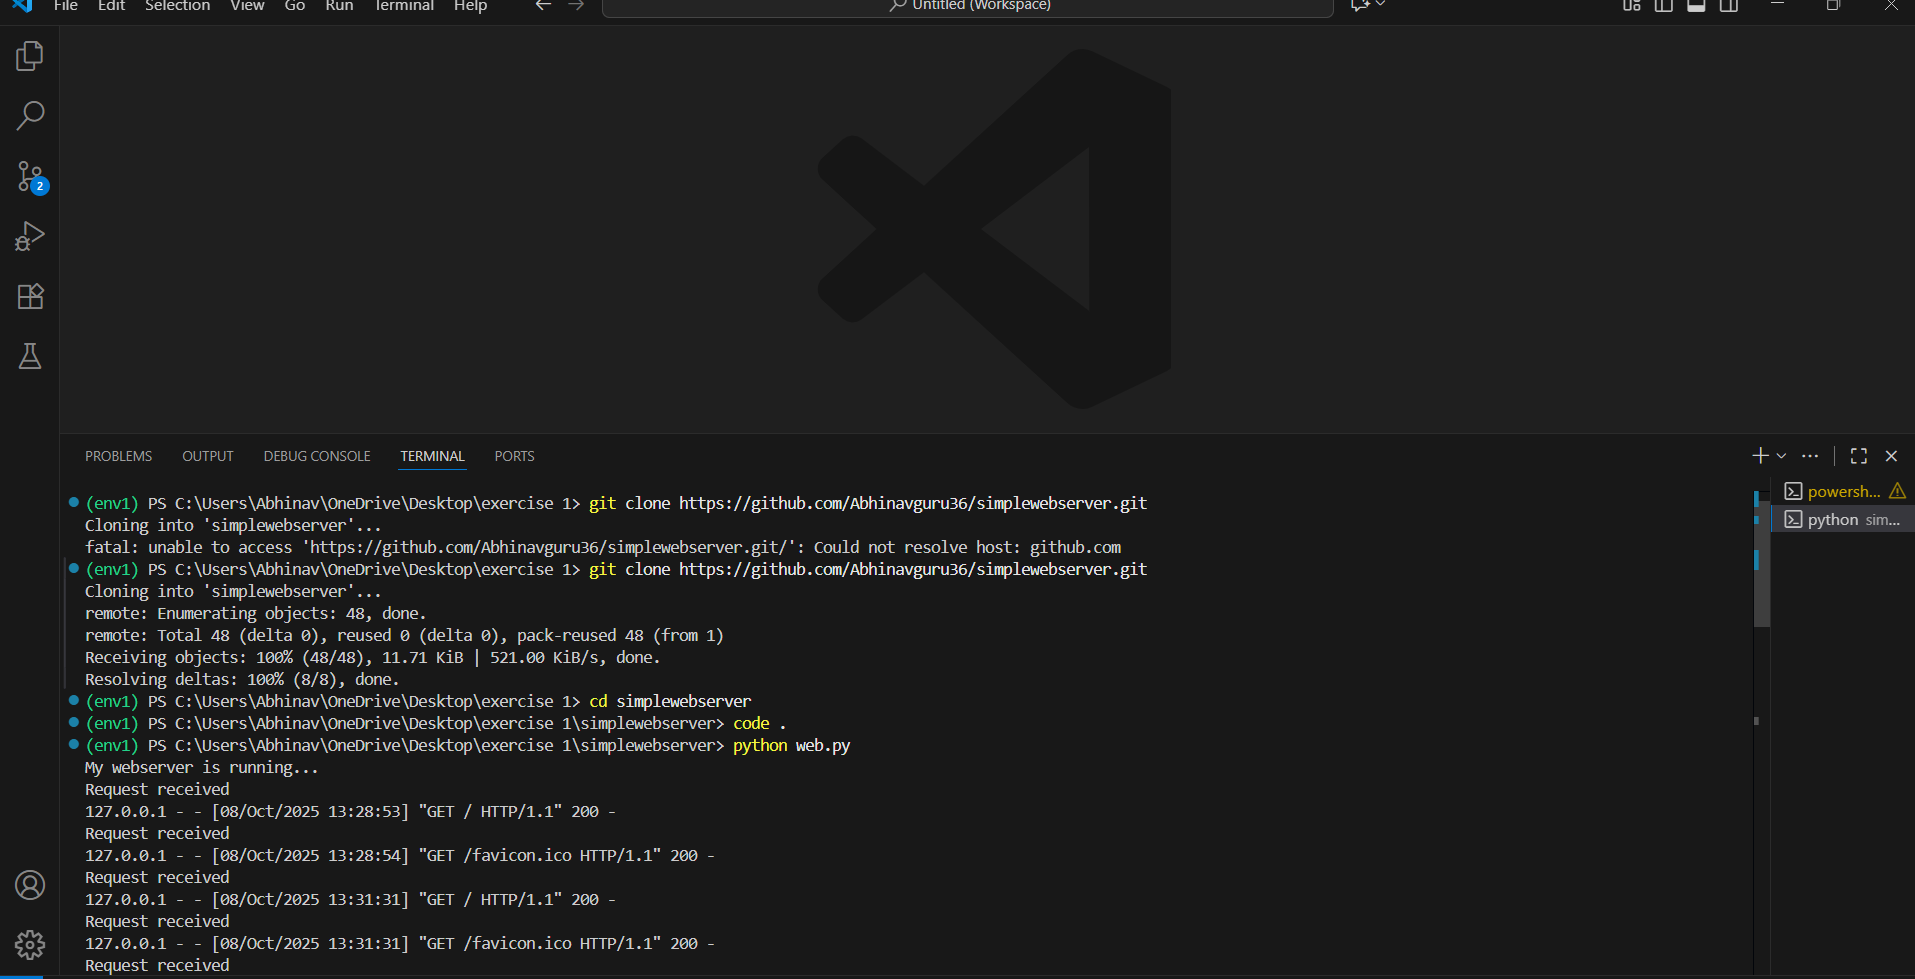 File Edit Selection View Go Run Terminal Help
Untitled (Workspace)
2
PROBLEMS OUTPUT DEBUG CONSOLE TERMINAL PORTS
(env1) PS C:\Users\Abhinav\OneDrive\Desktop\exercise 1> git clone https://github.com/Abhinavguru36/simplewebserver.git
Cloning into 'simplewebserver'...
fatal: unable to access 'https://github.com/Abhinavguru36/simplewebserver.git/': Could not resolve host: github.com
(env1) PS C:\Users\Abhinav\OneDrive\Desktop\exercise 1> git clone https://github.com/Abhinavguru36/simplewebserver.git
Cloning into 'simplewebserver'...
remote: Enumerating objects: 48, done.
remote: Total 48 (delta 0), reused 0 (delta 0), pack-reused 48 (from 1)
Receiving objects: 100% (48/48), 11.71 KiB | 521.00 KiB/s, done.
Resolving deltas: 100% (8/8), done.
(env1) PS C:\Users\Abhinav\OneDrive\Desktop\exercise 1> cd simplewebserver
(env1) PS C:\Users\Abhinav\OneDrive\Desktop\exercise 1\simplewebserver> code .
(env1) PS C:\Users\Abhinav\OneDrive\Desktop\exercise 1\simplewebserver> python web.py
My webserver is running...
Request received
127.0.0.1 - - [08/Oct/2025 13:28:53] "GET / HTTP/1.1" 200 -
Request received
127.0.0.1 - - [08/Oct/2025 13:28:54] "GET /favicon.ico HTTP/1.1" 200 -
Request received
127.0.0.1 - - [08/Oct/2025 13:31:31] "GET / HTTP/1.1" 200 -
Request received
127.0.0.1 - - [08/Oct/2025 13:31:31] "GET /favicon.ico HTTP/1.1" 200 -
Request received
powersh...
python sim...